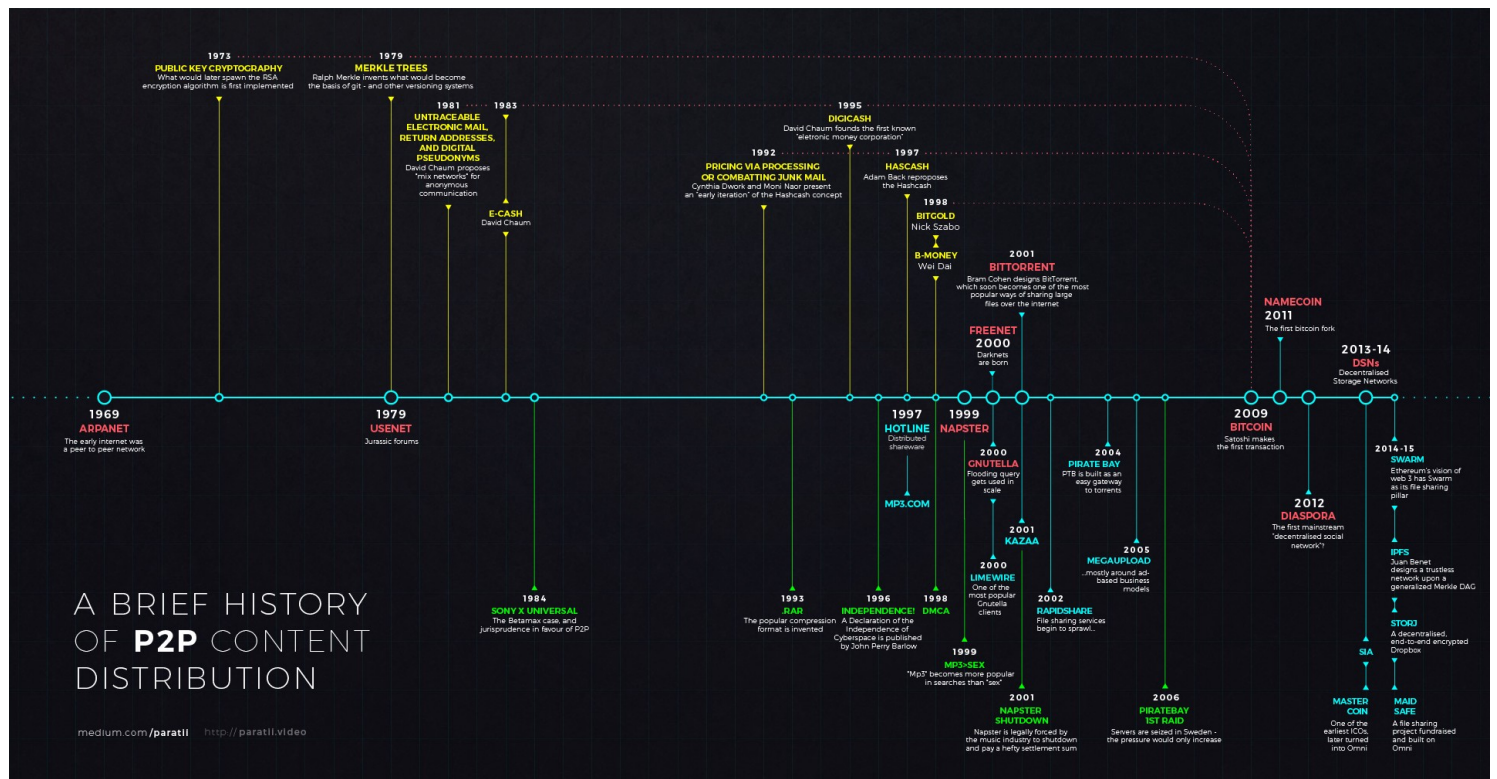 1973
PUBLIC KEY CRYPTOGRAPHY
What would later spawn the RSA
encryption algorithm is first implemented
1979
MERKLE TREES
Ralph Merkle invents what would become
the basis of git - and other versioning systems
1981
UNTRACEABLE
ELECTRONIC MAIL,
RETURN ADDRESSES,
AND DIGITAL
PSEUDONYMS
David Chaum proposes
"mix networks" for
anonymous
communication
1983
E-CASH
David Chaum
1992
PRICING VIA PROCESSING
OR COMBATTING JUNK MAIL
Cynthia Dwork and Moni Naor present
an "early iteration" of the Hashcash concept
1995
DIGICASH
David Chaum founds the first known
"eletronic money corporation"
1997
HASCASH
Adam Back reproposes
the Hashcash
1998
BITGOLD
Nick Szabo
B-MONEY
Wei Dai
2001
BITTORRENT
Bram Cohen designs BitTorrent,
which soon becomes one of the most
popular ways of sharing large
files over the internet
FREENET
2000
Darknets
are born
NAMECOIN
2011
The first bitcoin fork
2013-14
DSNs
Decentralised
Storage Networks
1969
ARPANET
The early internet was
a peer to peer network
1979
USENET
Jurassic forums
1984
SONY X UNIVERSAL
The Betamax case, and
jurisprudence in favour of P2P
1993
.RAR
The popular compression
format is invented
1996
INDEPENDENCE!
A Declaration of the
Independence of
Cyberspace is published
by John Perry Barlow
1997
HOTLINE
Distributed
shareware
MP3.COM
1998
DMCA
1999
NAPSTER
1999
MP3>SEX
"Mp3" becomes more popular
in searches than "sex"
2000
GNUTELLA
Flooding query
gets used in
scale
2000
LIMEWIRE
One of the
most popular
Gnutella
clients
2001
KAZAA
2001
NAPSTER
SHUTDOWN
Napster is legally forced by
the music industry to shutdown
and pay a hefty settlement sum
2002
RAPIDSHARE
File sharing services
begin to sprawl...
2004
PIRATE BAY
PTB is built as an
easy gateway
to torrents
2005
MEGAUPLOAD
...mostly around ad-
based business
models
2006
PIRATEBAY
1ST RAID
Servers are seized in Sweden -
the pressure would only increase
2009
BITCOIN
Satoshi makes
the first transaction
2012
DIASPORA
The first mainstream
"decentralised social
network"?
SIA
MASTER
COIN
One of the
earliest ICOs,
later turned
into Omni
2014-15
SWARM
Ethereum's vision of
web 3 has Swarm
as its file sharing
pillar
IPFS
Juan Benet
designs a trustless
network upon a
generalized Merkle DAG
STORJ
A decentralised,
end-to-end encrypted
Dropbox
MAID
SAFE
A file sharing
project fundraised
and built on
Omni
A BRIEF HISTORY
OF P2P CONTENT
DISTRIBUTION
medium.com/paratii http://paratii.video